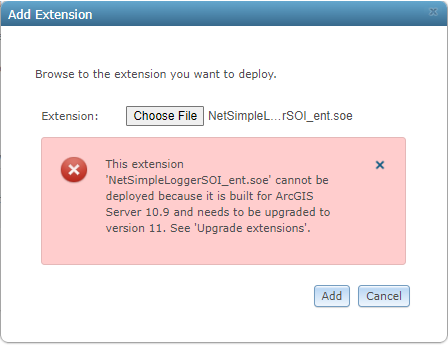 Add Extension
Browse to the extension you want to deploy.
Extension: Choose File NetSimpleL...rSOI_ent.soe
This extension
'NetSimpleLoggerSOI_ent.soe' cannot be
deployed because it is built for ArcGIS
Server 10.9 and needs to be upgraded to
version 11. See 'Upgrade extensions'.
Add Cancel